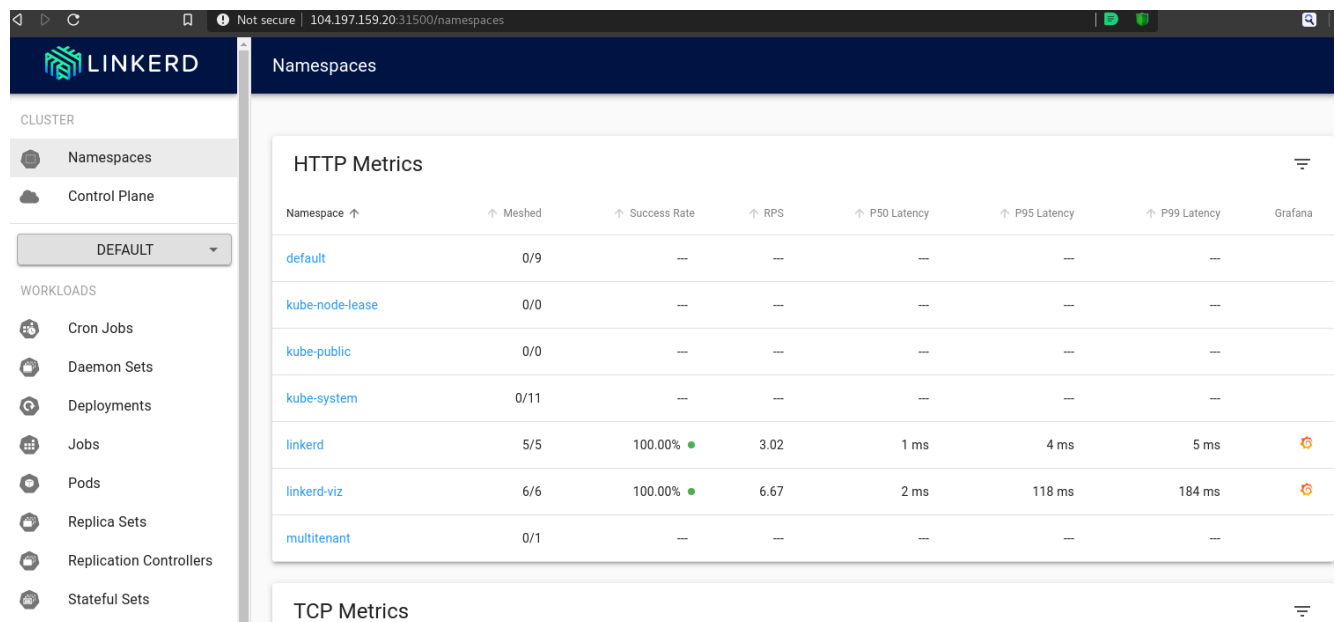 Not secure 104.197.159.20:31500/namespaces
LINKERD
Namespaces
CLUSTER
Namespaces
Control Plane
DEFAULT
WORKLOADS
Cron Jobs
Daemon Sets
Deployments
Jobs
Pods
Replica Sets
Replication Controllers
Stateful Sets
HTTP Metrics
Namespace Meshed Success Rate RPS P50 Latency P95 Latency P99 Latency Grafana
default 0/9 --- --- --- --- ---
kube-node-lease 0/0 --- --- --- --- ---
kube-public 0/0 --- --- --- --- ---
kube-system 0/11 --- --- --- --- ---
linkerd 5/5 100.00% 3.02 1 ms 4 ms 5 ms
linkerd-viz 6/6 100.00% 6.67 2 ms 118 ms 184 ms
multitenant 0/1 --- --- --- --- ---
TCP Metrics